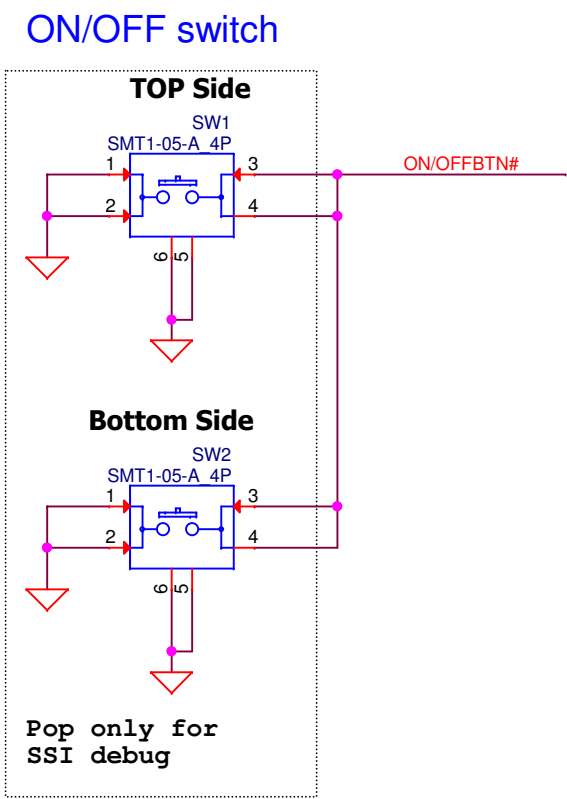 ON/OFF switch
TOP Side
SW1
SMT1-05-A_4P
1
3
ON/OFFBTN#
2
4
6
5
Bottom Side
SW2
SMT1-05-A_4P
1
3
2
4
6
5
Pop only for
SSI debug